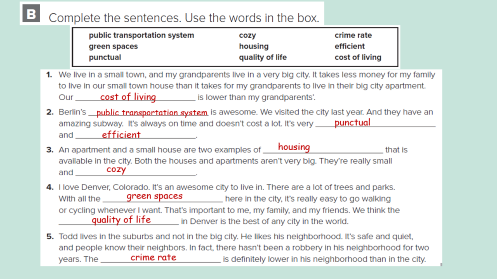 B Complete the sentences. Use the words in the box.
public transportation system cozy crime rate
green spaces housing efficient
punctual quality of life cost of living
1. We live in a small town, and my grandparents live in a very big city. It takes less money for my family
to live in our small town house than it takes for my grandparents to live in their big city apartment.
Our cost of living is lower than my grandparents'.
2. Berlin's public transportation system is awesome. We visited the city last year. And they have an
amazing subway. It's always on time and doesn't cost a lot. It's very punctual
and efficient.
3. An apartment and a small house are two examples of housing that is
available in the city. Both the houses and apartments aren't very big. They're really small
and cozy.
4. I love Denver, Colorado. It's an awesome city to live in. There are a lot of trees and parks.
With all the green spaces here in the city, it's really easy to go walking
or cycling whenever I want. That's important to me, my family, and my friends. We think the
quality of life in Denver is the best of any city in the world.
5. Todd lives in the suburbs and not in the big city. He likes his neighborhood. It's safe and quiet,
and people know their neighbors. In fact, there hasn't been a robbery in his neighborhood for two
years. The crime rate is definitely lower in his neighborhood than in the city.